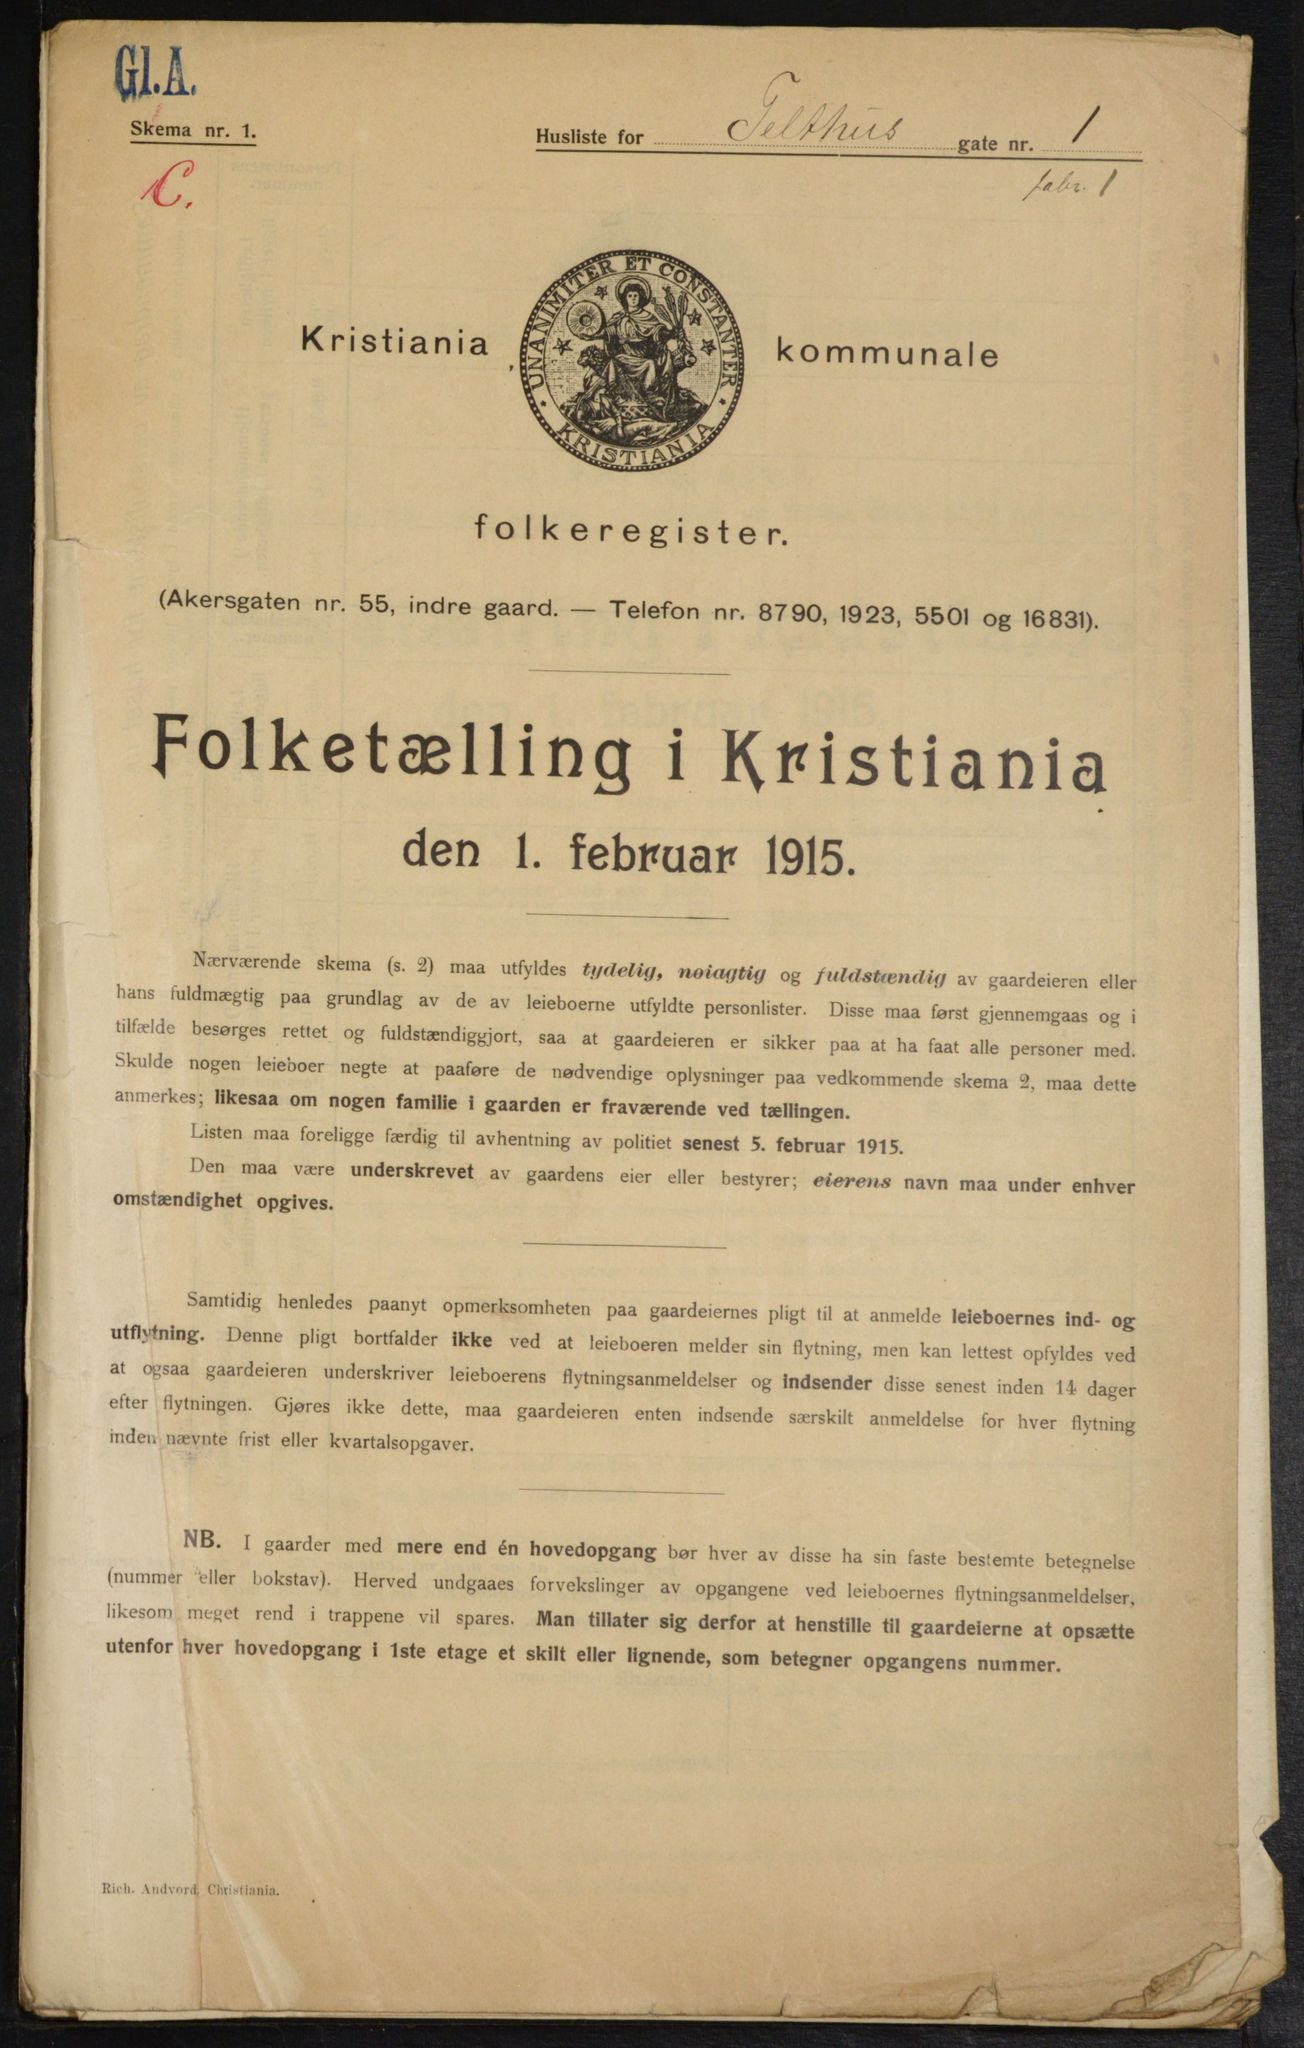 Gl. A.
Skema nr. 1.
C.
Husliste for Telthus gate nr. 1
fabr. 1
Kristiania kommunale
UNANIMITER ET CONSTANTER
KRISTIANIA
folkeregister.
(Akersgaten nr. 55, indre gaard. — Telefon nr. 8790, 1923, 5501 og 16831).
Folketælling i Kristiania
den 1. februar 1915.
Nærværende skema (s. 2) maa utfyldes tydelig, nøiagtig og fuldstændig av gaardeieren eller
hans fuldmægtig paa grundlag av de av leieboerne utfyldte personlister. Disse maa først gjennemgaas og i
tilfælde besørges rettet og fuldstændiggjort, saa at gaardeieren er sikker paa at ha faat alle personer med.
Skulde nogen leieboer negte at paaføre de nødvendige oplysninger paa vedkommende skema 2, maa dette
anmerkes; likesaa om nogen familie i gaarden er fraværende ved tællingen.
Listen maa foreligge færdig til avhentning av politiet senest 5. februar 1915.
Den maa være underskrevet av gaardens eier eller bestyrer; eierens navn maa under enhver
omstændighet opgives.
Samtidig henledes paanyt opmerksomheten paa gaardeiernes pligt til at anmelde leieboernes ind- og
utflytning. Denne pligt bortfalder ikke ved at leieboeren melder sin flytning, men kan lettest opfyldes ved
at ogsaa gaardeieren underskriver leieboerens flytningsanmeldelser og indsender disse senest inden 14 dager
efter flytningen. Gjøres ikke dette, maa gaardeieren enten indsende særskilt anmeldelse for hver flytning
inden nævnte frist eller kvartalsopgaver.
NB. I gaarder med mere end én hovedopgang bør hver av disse ha sin faste bestemte betegnelse
(nummer eller bokstav). Herved undgaaes forvekslinger av opgangene ved leieboernes flytningsanmeldelser,
likesom meget rend i trappene vil spares. Man tillater sig derfor at henstille til gaardeierne at opsætte
utenfor hver hovedopgang i 1ste etage et skilt eller lignende, som betegner opgangens nummer.
Rich. Andvord, Christiania.